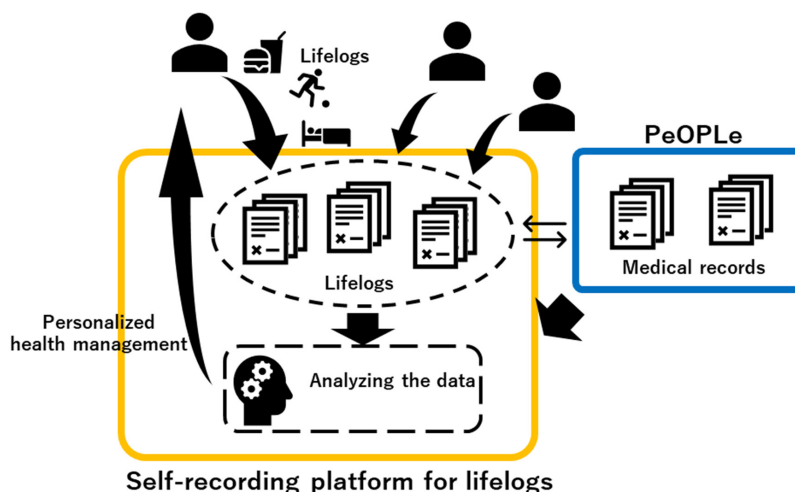 Lifelogs
PeOPLe
Medical records
Lifelogs
Personalized
health management
Analyzing the data
Self-recording platform for lifelogs